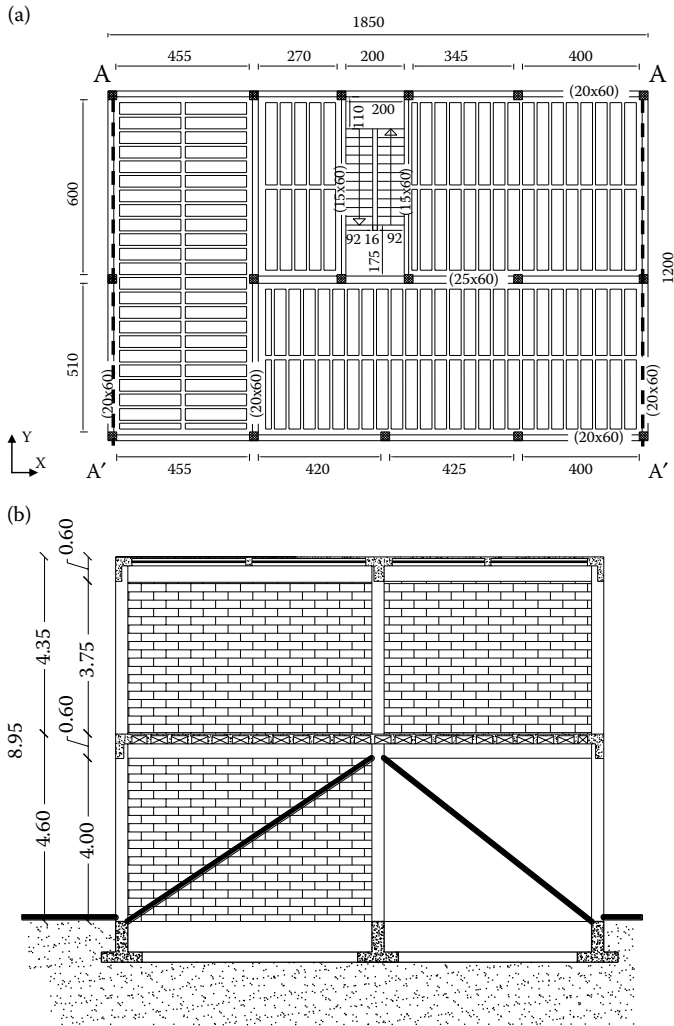 (a)
1850
455 270 200 345 400
A A
(20x60)
110 200
600
(15x60) (15x60)
92 16 92
175
(25x60)
1200
510
(20x60) (20x60) (20x60)
(20x60)
Y
X
A′ A′
455 420 425 400
(b)
0.60
4.35 3.75
0.60
8.95
4.60 4.00